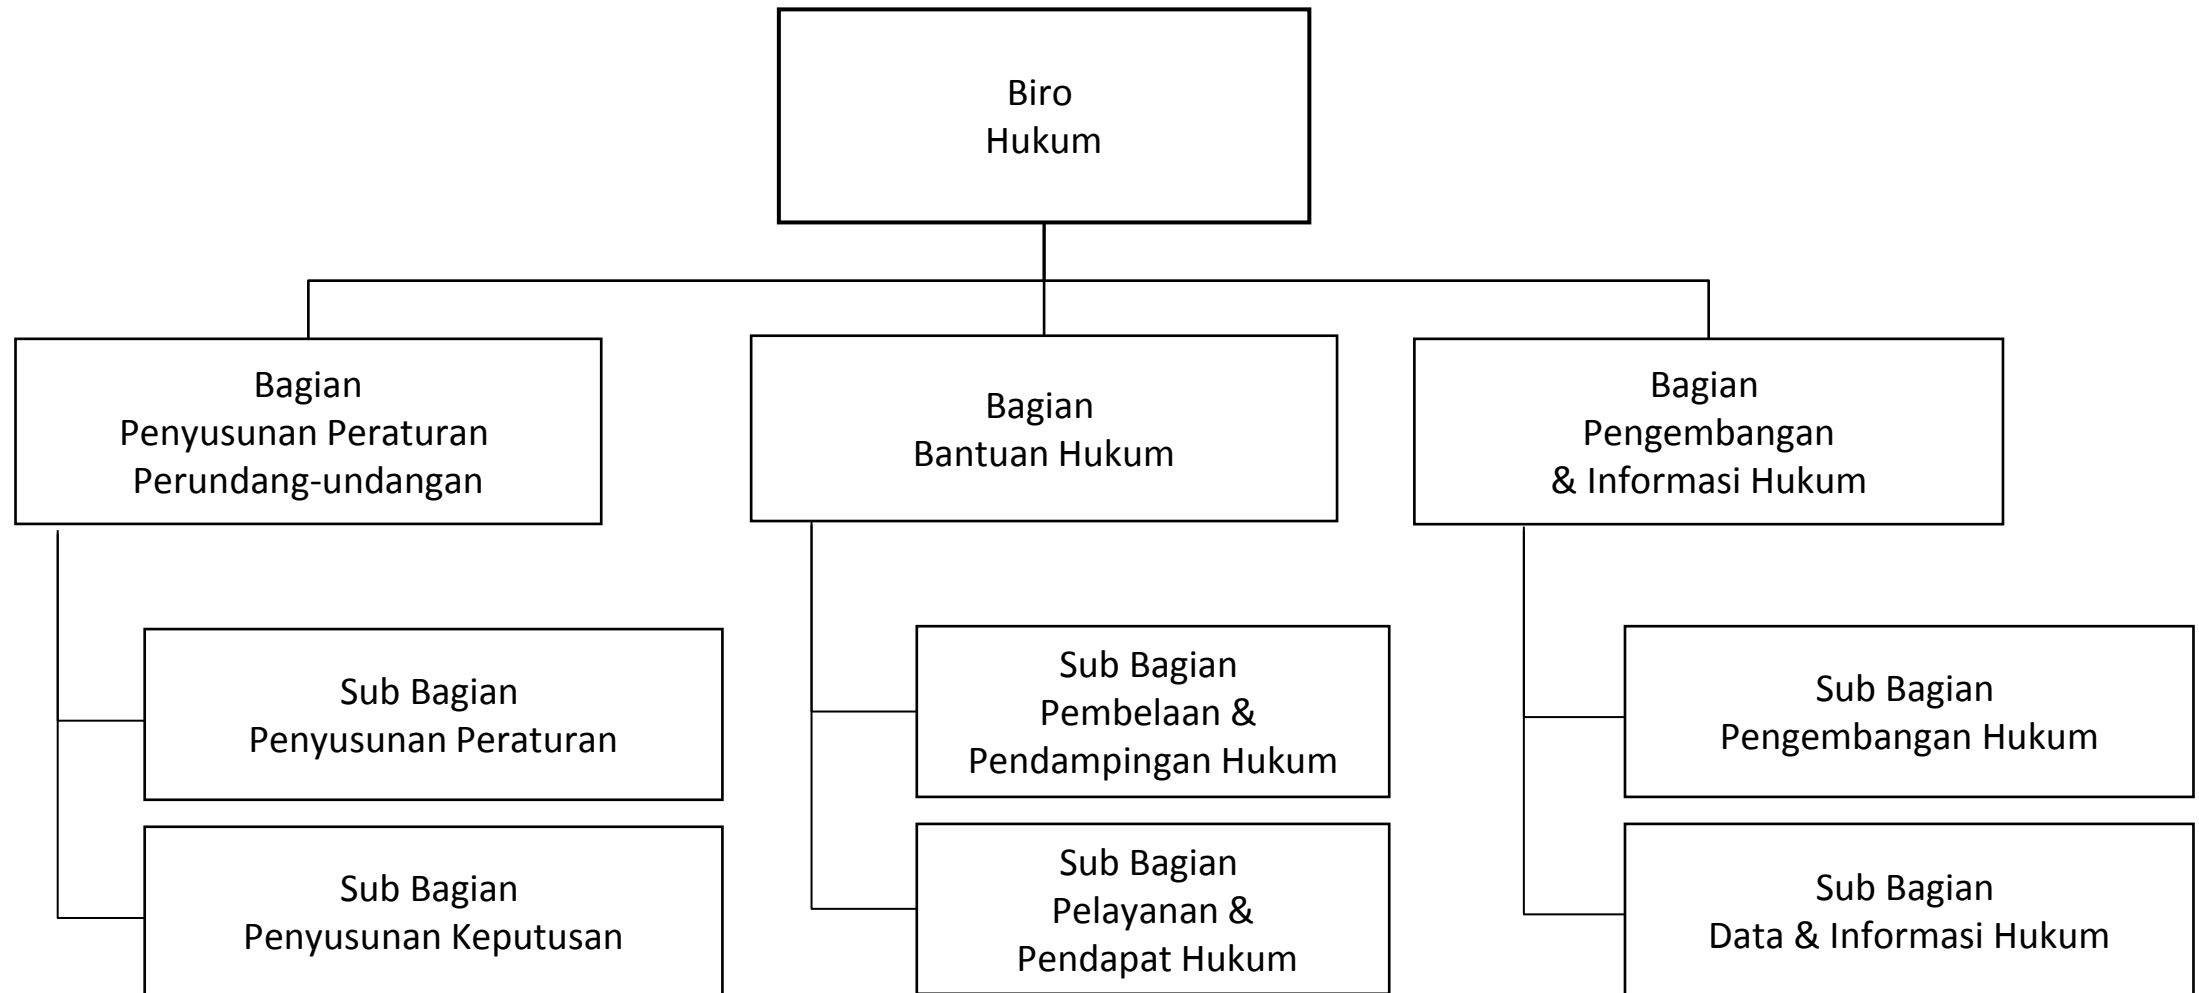 Biro
Hukum
Bagian
Penyusunan Peraturan
Perundang-undangan
Bagian
Bantuan Hukum
Bagian
Pengembangan
& Informasi Hukum
Sub Bagian
Penyusunan Peraturan
Sub Bagian
Penyusunan Keputusan
Sub Bagian
Pembelaan &
Pendampingan Hukum
Sub Bagian
Pelayanan &
Pendapat Hukum
Sub Bagian
Pengembangan Hukum
Sub Bagian
Data & Informasi Hukum